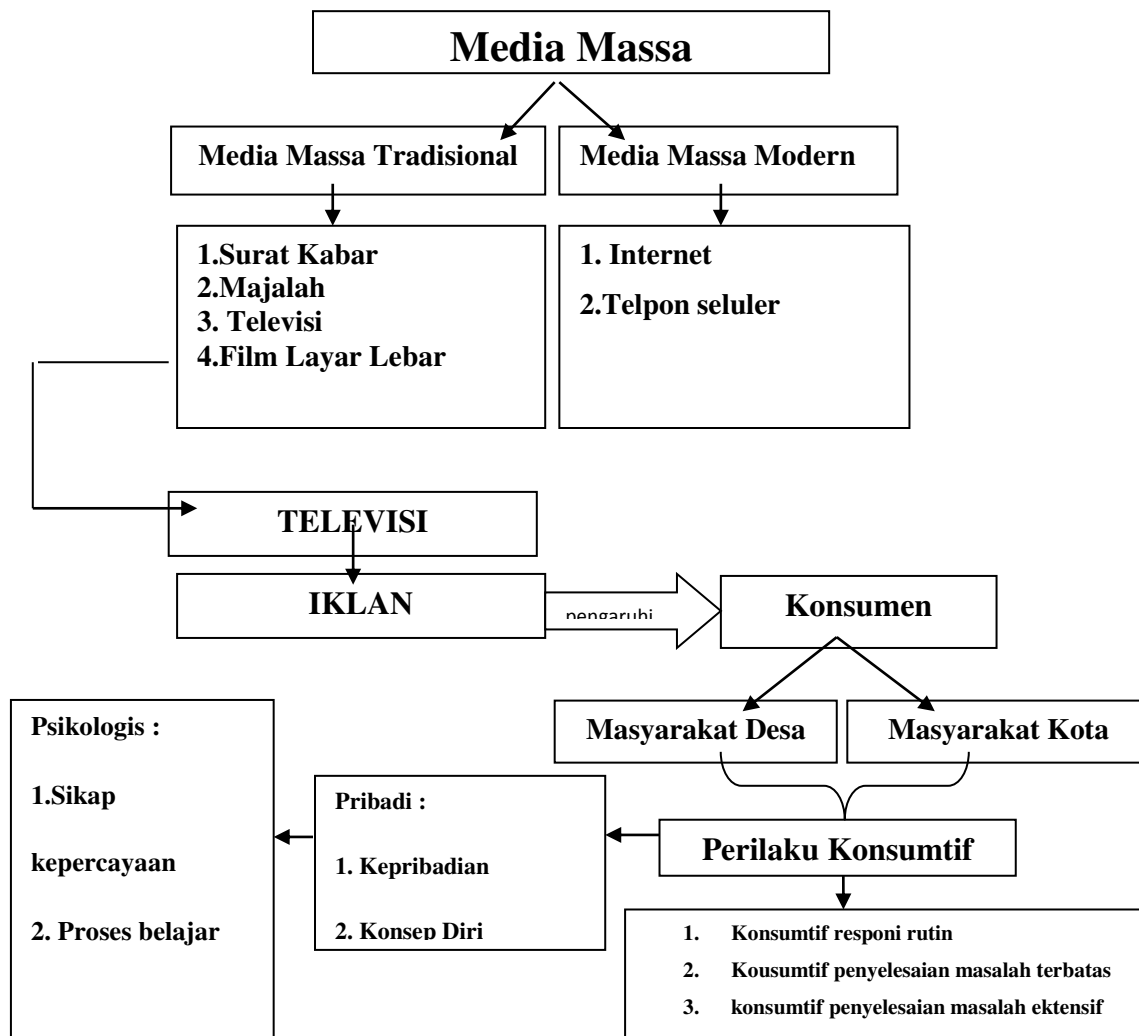 Media Massa
Media Massa Tradisional
Media Massa Modern
1.Surat Kabar
2.Majalah
3. Televisi
4.Film Layar Lebar
1. Internet
2.Telpon seluler
TELEVISI
IKLAN
pengaruhi
Konsumen
Masyarakat Desa
Masyarakat Kota
Perilaku Konsumtif
Pribadi :
1. Kepribadian
2. Konsep Diri
Psikologis :
1.Sikap
kepercayaan
2. Proses belajar
1. Konsumtif responi rutin
2. Kousumtif penyelesaian masalah terbatas
3. konsumtif penyelesaian masalah ektensif